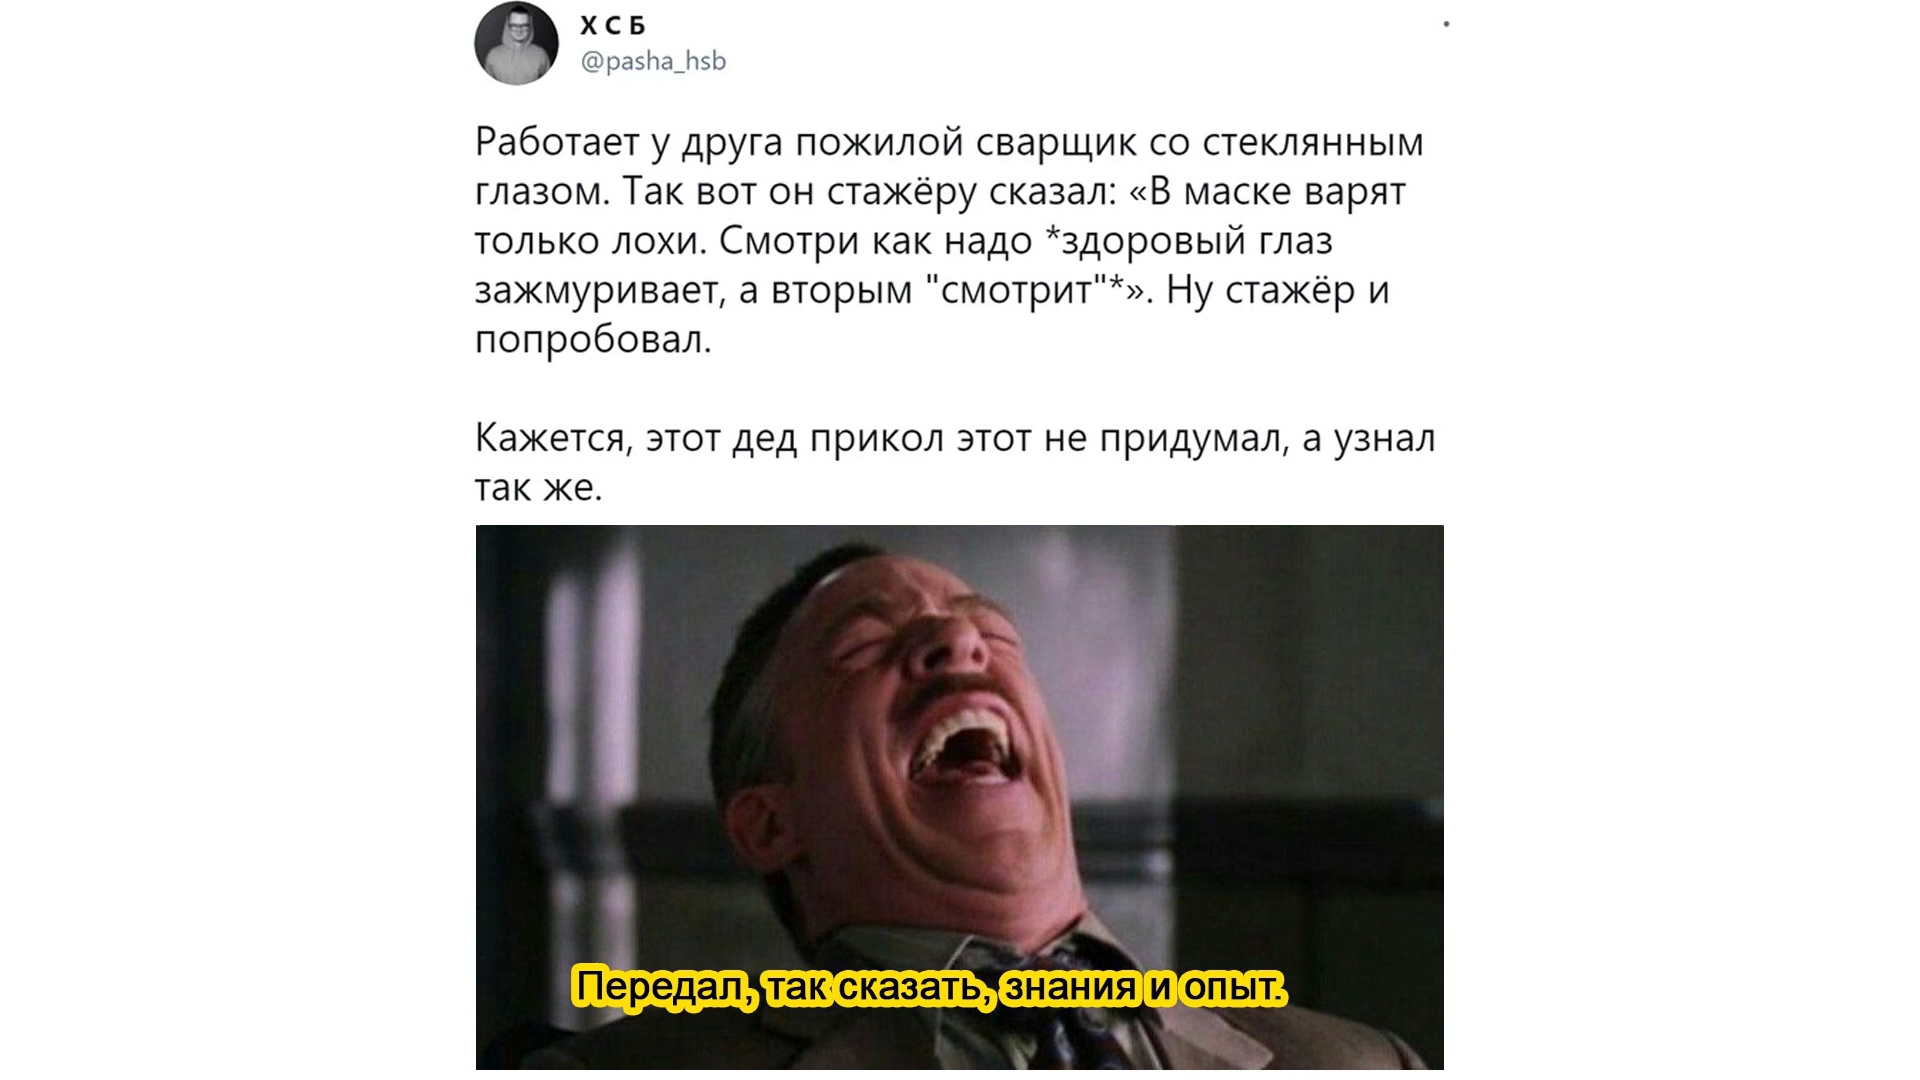 Х С Б
@pasha_hsb
Работает у друга пожилой сварщик со стеклянным
глазом. Так вот он стажёру сказал: «В маске варят
только лохи. Смотри как надо *здоровый глаз
зажмуривает, а вторым "смотрит"*». Ну стажёр и
попробовал.
Кажется, этот дед прикол этот не придумал, а узнал
так же.
Передал, так сказать, знания и опыт.